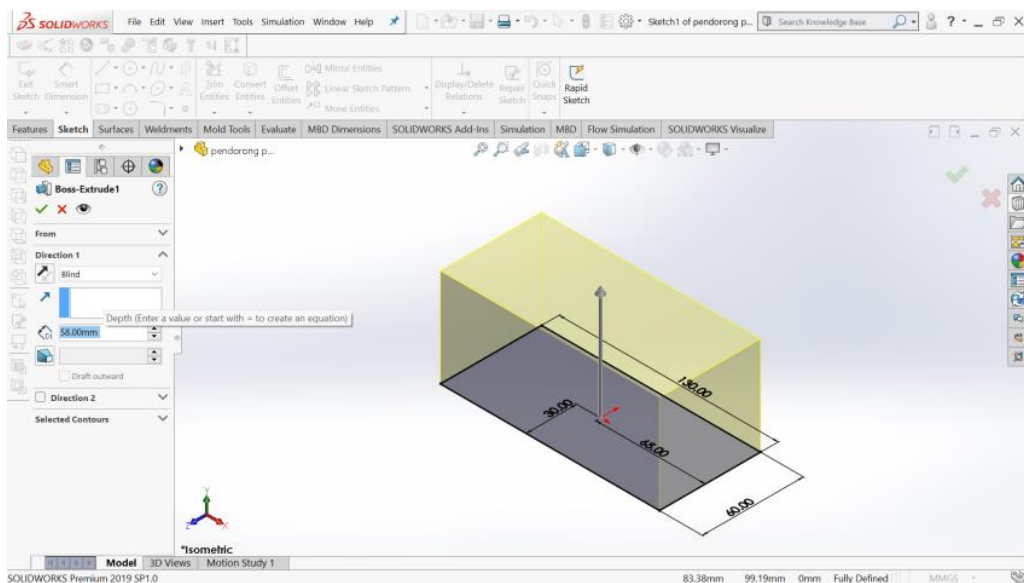 SOLIDWORKS File Edit View Insert Tools Simulation Window Help Sketch1 of pendorong p... Search Knowledge Base ?
Exit Sketch Smart Dimension Trim Entities Convert Entities Offset Entities Mirror Entities Linear Sketch Pattern Move Entities Display/Delete Relations Repair Sketch Quick Snaps Rapid Sketch
Features Sketch Surfaces Weldments Mold Tools Evaluate MBD Dimensions SOLIDWORKS Add-Ins Simulation MBD Flow Simulation SOLIDWORKS Visualize
pendorong p...
Boss-Extrude1
From
Direction 1
Blind
Depth (Enter a value or start with = to create an equation)
58.00mm
Draft outward
Direction 2
Selected Contours
130.00
30.00
65.00
60.00
Y
Z X
*Isometric
Model 3D Views Motion Study 1
SOLIDWORKS Premium 2019 SP1.0 83.38mm 99.19mm 0mm Fully Defined MMGS